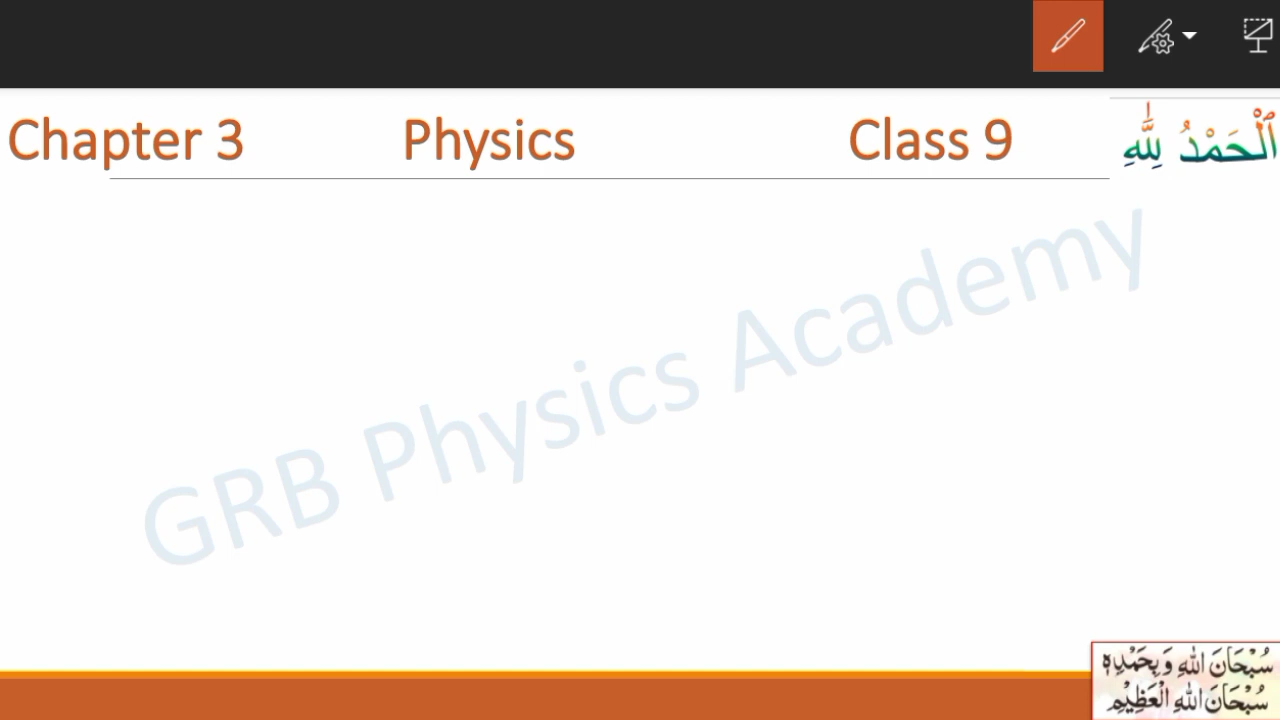 Chapter 3 Physics Class 9
اَلْحَمْدُ لِلّٰهِ
GRB Physics Academy
سُبْحَانَ اللهِ وَ بِحَمْدِهٖ
سُبْحَانَ اللهِ الْعَظِيْمِ